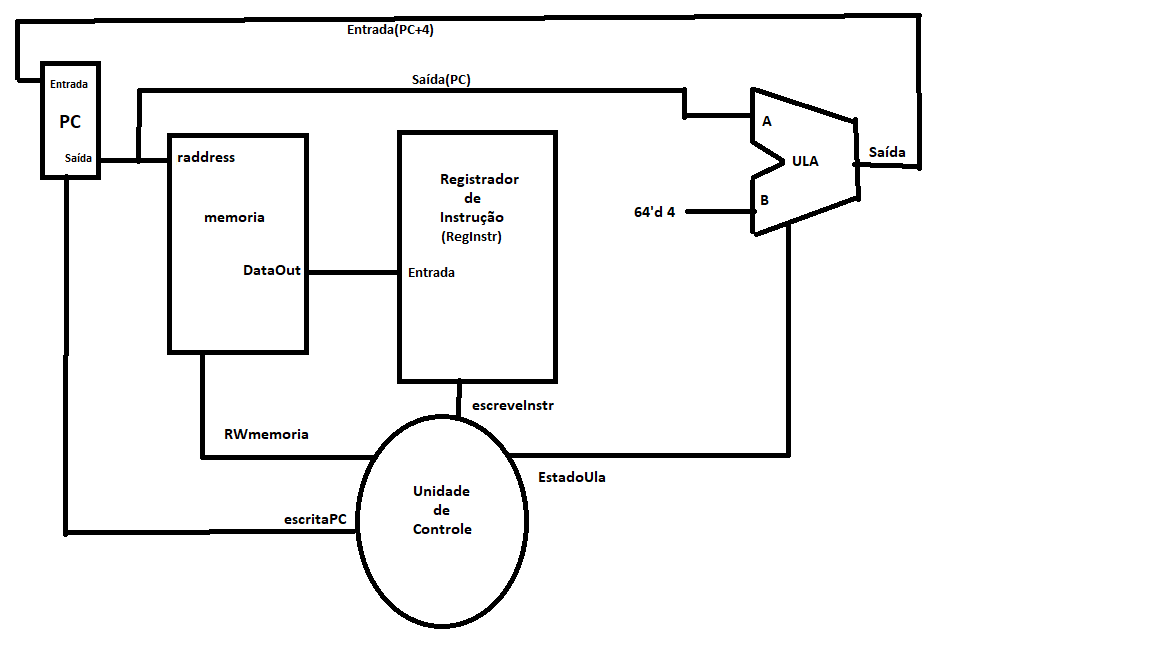 Entrada(PC+4)
Saída(PC)
Entrada
PC
Saída
raddress
memoria
DataOut
Registrador
de
Instrução
(RegInstr)
Entrada
A
ULA
Saída
B
64'd 4
escreveInstr
RWmemoria
EstadoUla
Unidade
de
Controle
escritaPC